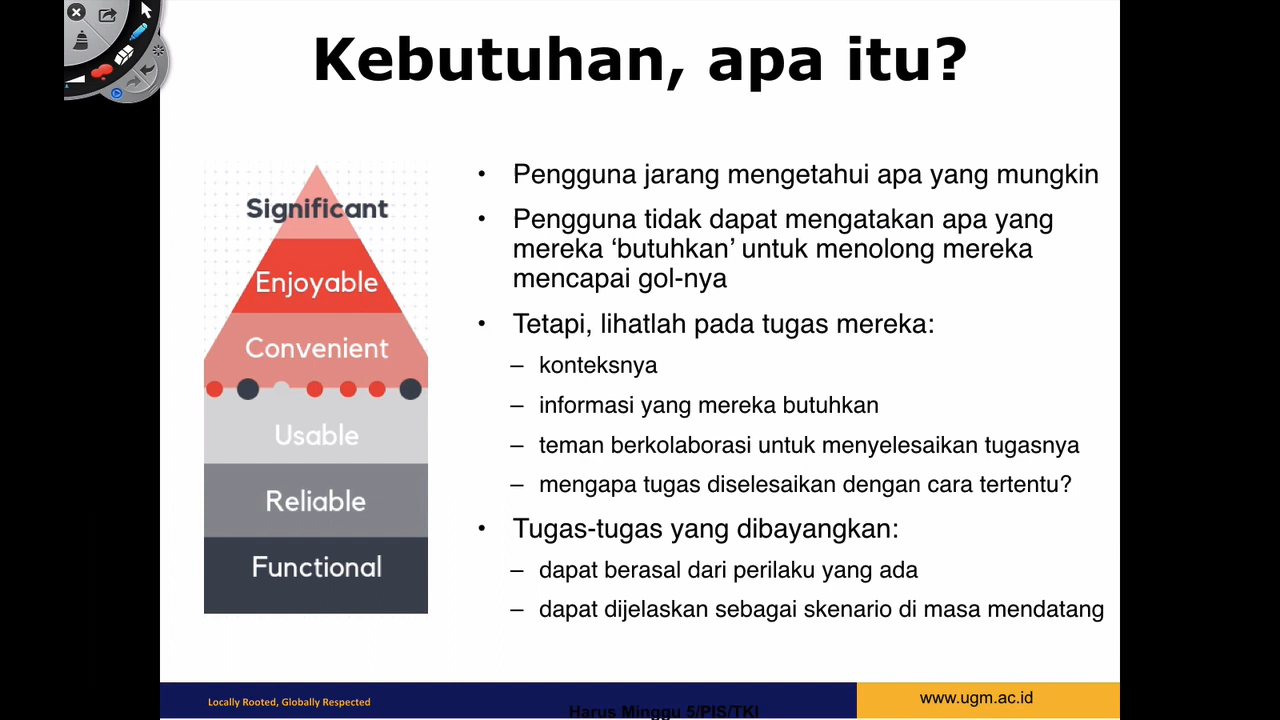 Kebutuhan, apa itu?
Significant
Enjoyable
Convenient
Usable
Reliable
Functional
• Pengguna jarang mengetahui apa yang mungkin
• Pengguna tidak dapat mengatakan apa yang
mereka ‘butuhkan’ untuk menolong mereka
mencapai gol-nya
• Tetapi, lihatlah pada tugas mereka:
– konteksnya
– informasi yang mereka butuhkan
– teman berkolaborasi untuk menyelesaikan tugasnya
– mengapa tugas diselesaikan dengan cara tertentu?
• Tugas-tugas yang dibayangkan:
– dapat berasal dari perilaku yang ada
– dapat dijelaskan sebagai skenario di masa mendatang
Locally Rooted, Globally Respected
Harus Minggu 5/PIS/TKI
www.ugm.ac.id